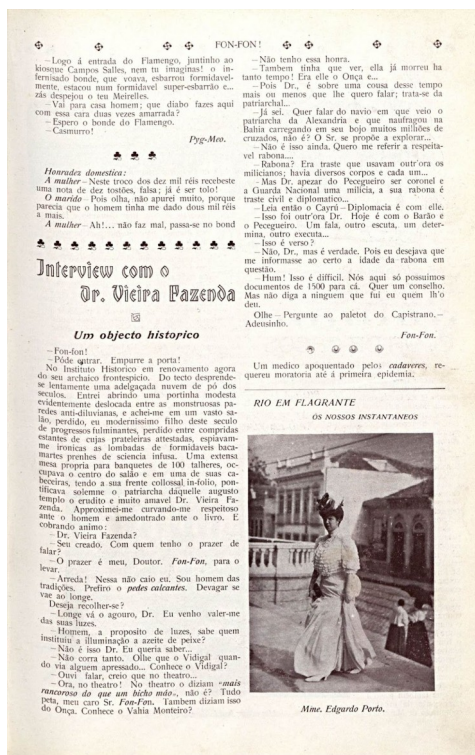 FON-FON!
—Logo á entrada do Flamengo, juntinho ao
kiosque Campos Salles, nem tu imaginas! o in-
fernisado bonde, que voava, esbarrou formidavel-
mente, estacou num formidavel super-esbarrão e...
zás despejou o teu Meirelles.
—Vai para casa homem; que diabo fazes aqui
com essa cara duas vezes amarrada?
—Espero o bonde do Flamengo.
—Casmurro!
Pyg-Meo.
Honradez domestica:
A mulher—Neste troco dos dez mil réis recebeste
uma nota de dez tostões, falsa; já é ser tolo!
O marido—Pois olha, não apurei muito, porque
parecia que o homem tinha me dado dous mil réis
a mais.
A mulher—Ah!... não faz mal, passa-se no bond
Interview com o
Dr. Vieira Fazenda
Um objecto historico
—Fon-fon!
—Póde entrar. Empurre a porta!
No Instituto Historico em renovamento agora
do seu archaico frontespicio. Do tecto desprende-
se lentamente uma adelgaçada nuvem de pó dos
seculos. Entrei abrindo uma portinha modesta
evidentemente deslocada entre as monstruosas pa-
redes anti-diluvianas, e achei-me em um vasto sa-
lão, perdido, eu modernissimo filho deste seculo
de progressos fulminantes, perdido entre compridas
estantes de cujas prateleiras attestadas, espiavam-
me ironicas as lombadas de formidaveis baca-
martes prenhes de sciencia infusa. Uma extensa
mesa propria para banquetes de 100 talheres, oc-
cupava o centro do salão e em uma de suas ca-
beceiras, tendo a sua frente collossal in-folio, pon-
tificava solemne o patriarcha daquelle augusto
templo o erudito e muito amavel Dr. Vieira Fa-
zenda. Approximei-me curvando-me respeitoso
ante o homem e amedontrado ante o livro. E
cobrando animo:
—Dr. Vieira Fazenda?
—Seu creado. Com quem tenho o prazer de
falar?
—O prazer é meu, Doutor. Fon-Fon, para o
levar.
—Arreda! Nessa não caio eu. Sou homem das
tradições. Prefiro o pedes calcantes. Devagar se
vae ao longe.
Deseja recolher-se?
—Longe vá o agouro, Dr. Eu venho valer-me
das suas luzes.
—Homem, a proposito de luzes, sabe quem
instituiu a illuminação a azeite de peixe?
—Não é isso Dr. Eu queria saber...
—Não corra tanto. Olhe que o Vidigal quan-
do via alguem apressado... Conhece o Vidigal?
—Ouvi falar, creio que no theatro...
—Ora, no theatro! No theatro o diziam «mais
rancoroso do que um bicho máo», não é? Tudo
peta, meu caro Sr. Fon-Fon. Tambem diziam isso
do Onça. Conhece o Vahia Monteiro?
—Não tenho essa honra.
—Tambem tinha que ver, ella já morreu ha
tanto tempo! Era elle o Onça e...
—Pois Dr., é sobre uma cousa desse tempo
mais ou menos que lhe quero falar; trata-se da
patriarchal...
—Já sei. Quer falar do navio em que veio o
patriarcha da Alexandria e que naufragou na
Bahia carregando em seu bojo muitos milhões de
cruzados, não é? O Sr. se propõe a explorar...
—Não é isso ainda. Quero me referir a respeita-
vel rabona....
—Rabona? Era traste que usavam outr'ora os
milicianos; havia diversos corpos e cada um...
—Mas Dr. apezar do Pecegueiro ser coronel e
a Guarda Nacional uma milicia, a sua rabona é
traste civil e diplomatico...
—Leia então o Cayrú—Diplomacia é com elle.
—Isso foi outr'ora Dr. Hoje é com o Barão e
o Pecegueiro. Um fala, outro escuta, um deter-
mina, outro executa...
—Isso é verso?
—Não, Dr., mas é verdade. Pois eu desejava que
me informasse ao certo a idade da rabona em
questão.
—Hum! Isso é difficil. Nós aqui só possuimos
documentos de 1500 para cá. Quer um conselho.
Mas não diga a ninguem que fui eu quem lh'o
deu.
Olhe—Pergunte ao paletot do Capistrano.—
Adeusinho.
Fon-Fon.
Um medico apoquentado pelos cadaveres, re-
quereu moratoria até á primeira epidemia.
RIO EM FLAGRANTE
OS NOSSOS INSTANTANEOS
Mme. Edgardo Porto.